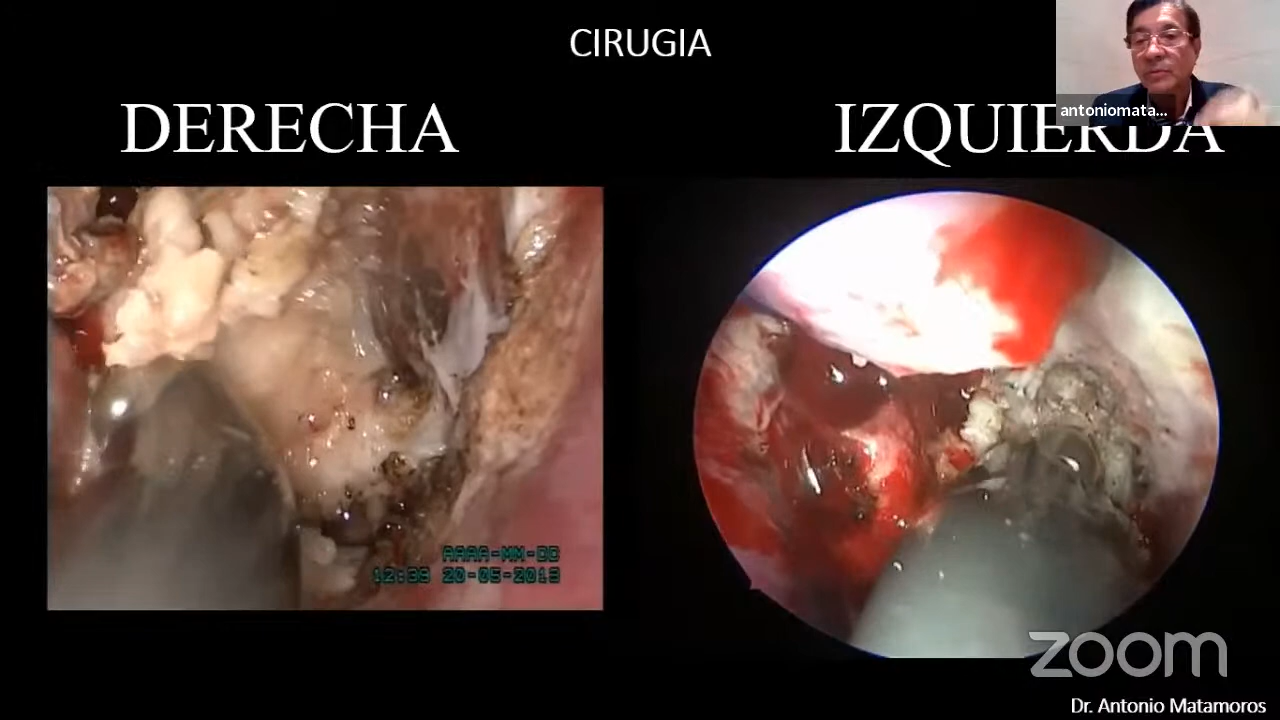 CIRUGIA
antoniomata...
DERECHA
IZQUIERDA
AAAA-MM-DD
12:33 20-05-2013
zoom
Dr. Antonio Matamoros